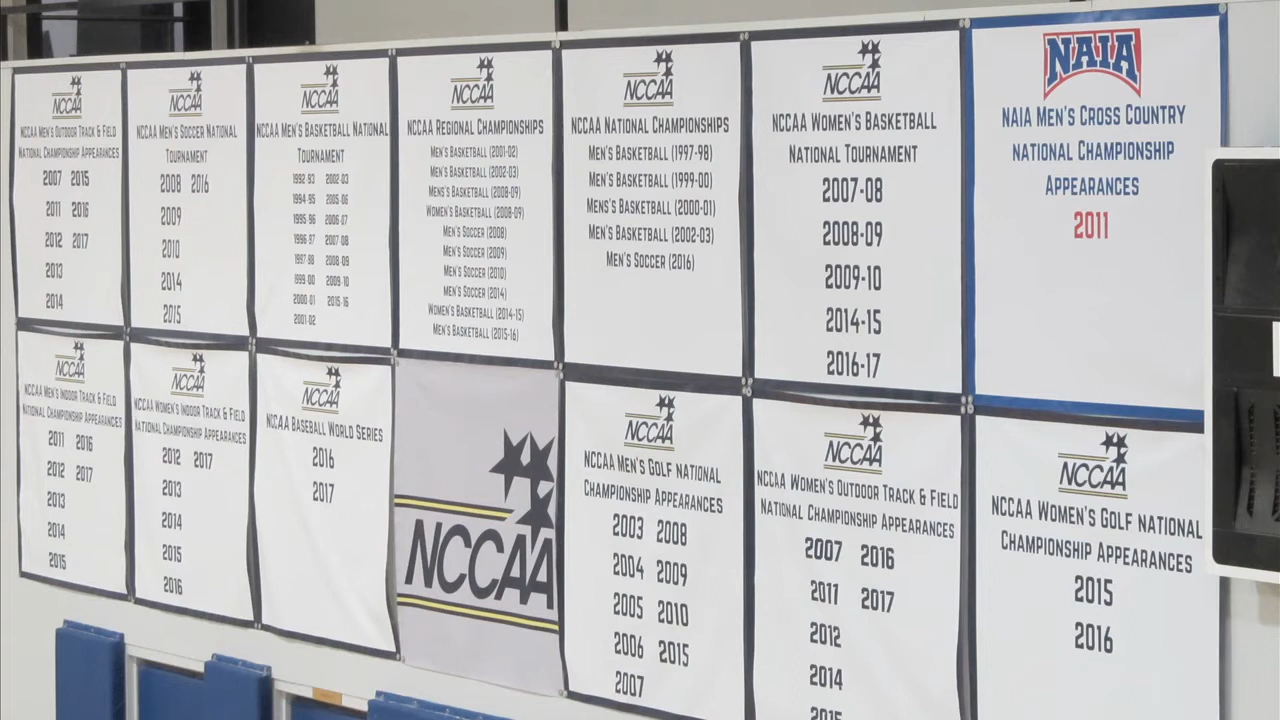 NCCAA
NCCAA Men's Outdoor Track & Field
National Championship Appearances
2007 2015
2011 2016
2012 2017
2013
2014
NCCAA
NCCAA Men's Soccer National
Tournament
2008 2016
2009
2010
2014
2015
NCCAA
NCCAA Men's Basketball National
Tournament
1992-93 2002-03
1994-95 2005-06
1995-96 2006-07
1996-97 2007-08
1997-98 2008-09
1999-00 2009-10
2000-01 2015-16
2001-02
NCCAA
NCCAA Regional Championships
Men's Basketball (2001-02)
Men's Basketball (2002-03)
Mens's Basketball (2008-09)
Women's Basketball (2008-09)
Men's Soccer (2008)
Men's Soccer (2009)
Men's Soccer (2010)
Men's Soccer (2014)
Women's Basketball (2014-15)
Men's Basketball (2015-16)
NCCAA
NCCAA National Championships
Men's Basketball (1997-98)
Men's Basketball (1999-00)
Mens's Basketball (2000-01)
Men's Basketball (2002-03)
Men's Soccer (2016)
NCCAA
NCCAA Women's Basketball
National Tournament
2007-08
2008-09
2009-10
2014-15
2016-17
NAIA
NAIA Men's Cross Country
National Championship
Appearances
2011
NCCAA
NCCAA Men's Indoor Track & Field
National Championship Appearances
2011 2016
2012 2017
2013
2014
2015
NCCAA
NCCAA Women's Indoor Track & Field
National Championship Appearances
2012 2017
2013
2014
2015
2016
NCCAA
NCCAA Baseball World Series
2016
2017
NCCAA
NCCAA
NCCAA Men's Golf National
Championship Appearances
2003 2008
2004 2009
2005 2010
2006 2015
2007
NCCAA
NCCAA Women's Outdoor Track & Field
National Championship Appearances
2007 2016
2011 2017
2012
2014
2015
NCCAA
NCCAA Women's Golf National
Championship Appearances
2015
2016